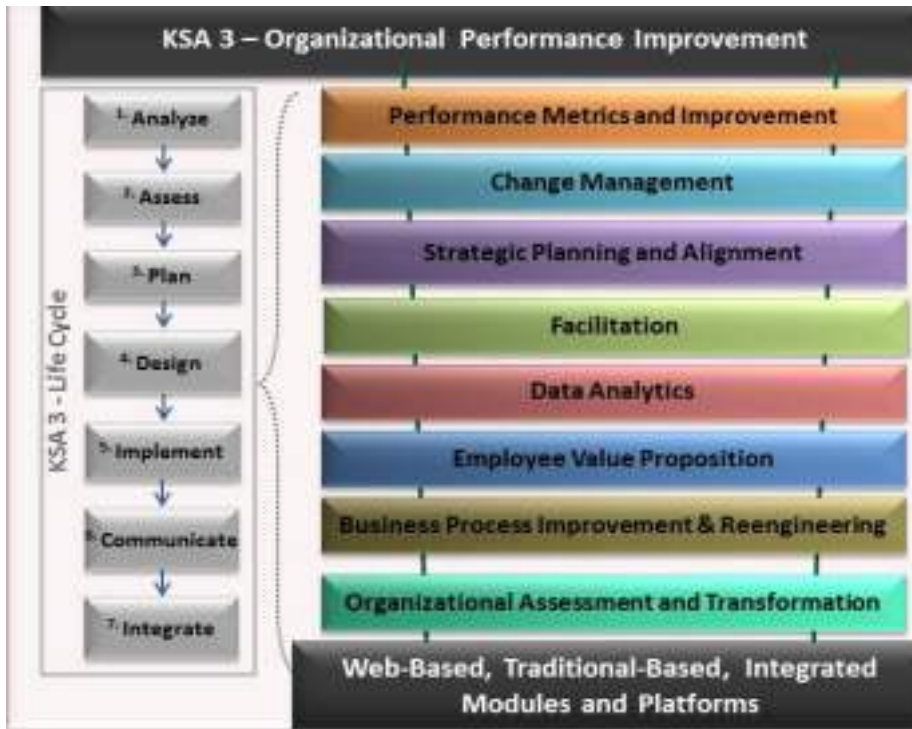 KSA 3 – Organizational Performance Improvement
KSA 3 - Life Cycle
1. Analyze
2. Assess
3. Plan
4. Design
5. Implement
6. Communicate
7. Integrate
Performance Metrics and Improvement
Change Management
Strategic Planning and Alignment
Facilitation
Data Analytics
Employee Value Proposition
Business Process Improvement & Reengineering
Organizational Assessment and Transformation
Web-Based, Traditional-Based, Integrated
Modules and Platforms